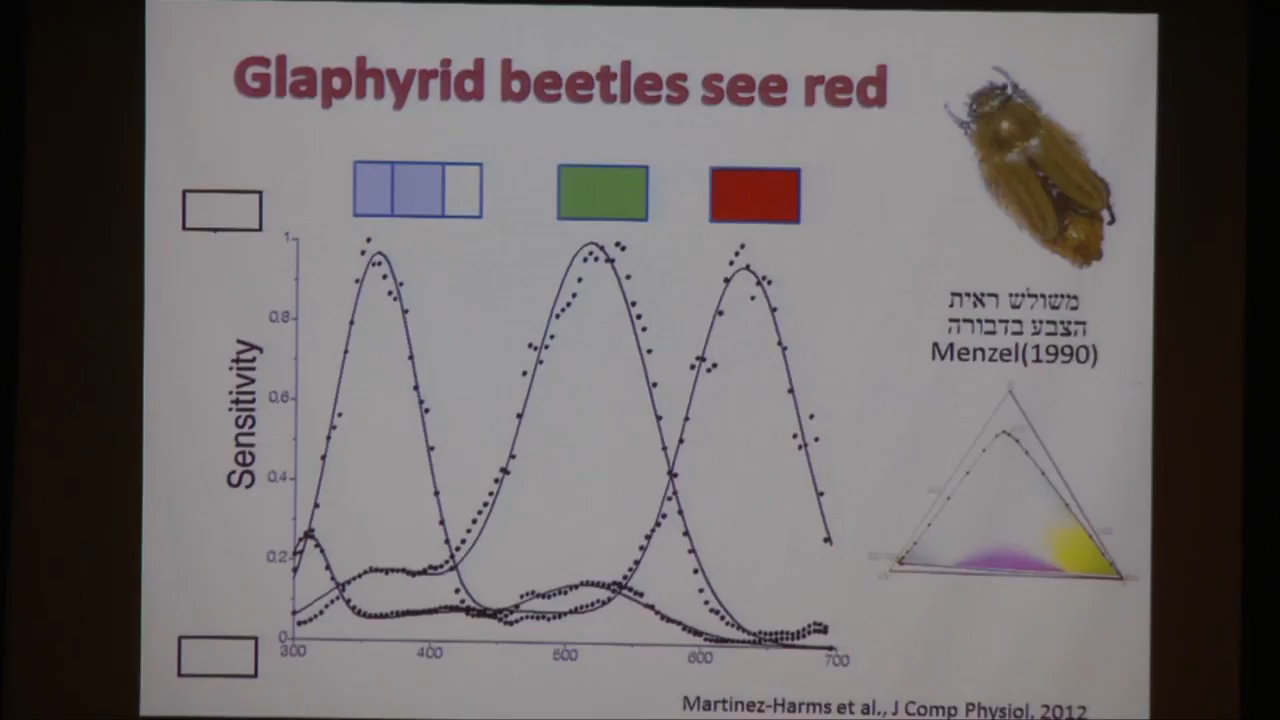 Glaphyrid beetles see red
משולש ראית
הצבע בדבורה
Menzel(1990)
Sensitivity
1
0.8
0.6
0.4
0.2
0
300
400
500
600
700
Martinez-Harms et al., J Comp Physiol, 2012